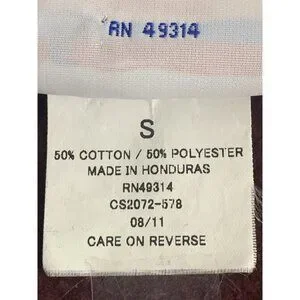 RN 49314
S
50% COTTON / 50% POLYESTER
MADE IN HONDURAS
RN49314
CS2072-578
08/11
CARE ON REVERSE